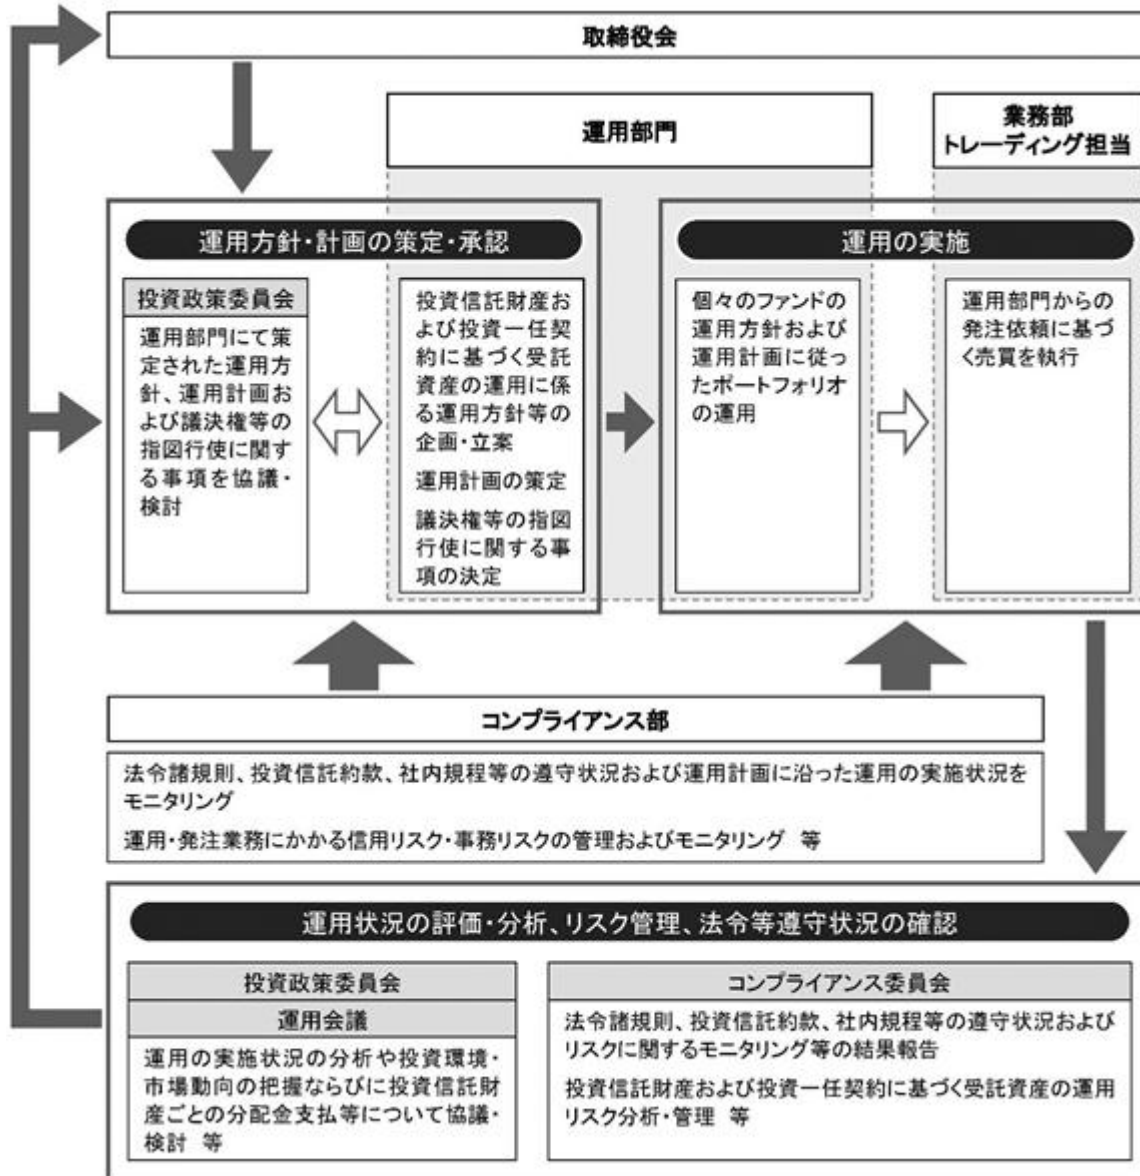 取締役会
運用部門
業務部
トレーディング担当
運用方針・計画の策定・承認
投資政策委員会
運用部門にて策
定された運用方
針、運用計画お
よび議決権等の
指図行使に関す
る事項を協議・
検討
投資信託財産お
よび投資一任契
約に基づく受託
資産の運用に係
る運用方針等の
企画・立案
運用計画の策定
議決権等の指図
行使に関する事
項の決定
運用の実施
個々のファンドの
運用方針および
運用計画に従っ
たポートフォリオ
の運用
運用部門からの
発注依頼に基づ
く売買を執行
コンプライアンス部
法令諸規則、投資信託約款、社内規程等の遵守状況および運用計画に沿った運用の実施状況を
モニタリング
運用・発注業務にかかる信用リスク・事務リスクの管理およびモニタリング 等
運用状況の評価・分析、リスク管理、法令等遵守状況の確認
投資政策委員会
運用会議
運用の実施状況の分析や投資環境・
市場動向の把握ならびに投資信託財
産ごとの分配金支払等について協議・
検討 等
コンプライアンス委員会
法令諸規則、投資信託約款、社内規程等の遵守状況および
リスクに関するモニタリング等の結果報告
投資信託財産および投資一任契約に基づく受託資産の運用
リスク分析・管理 等